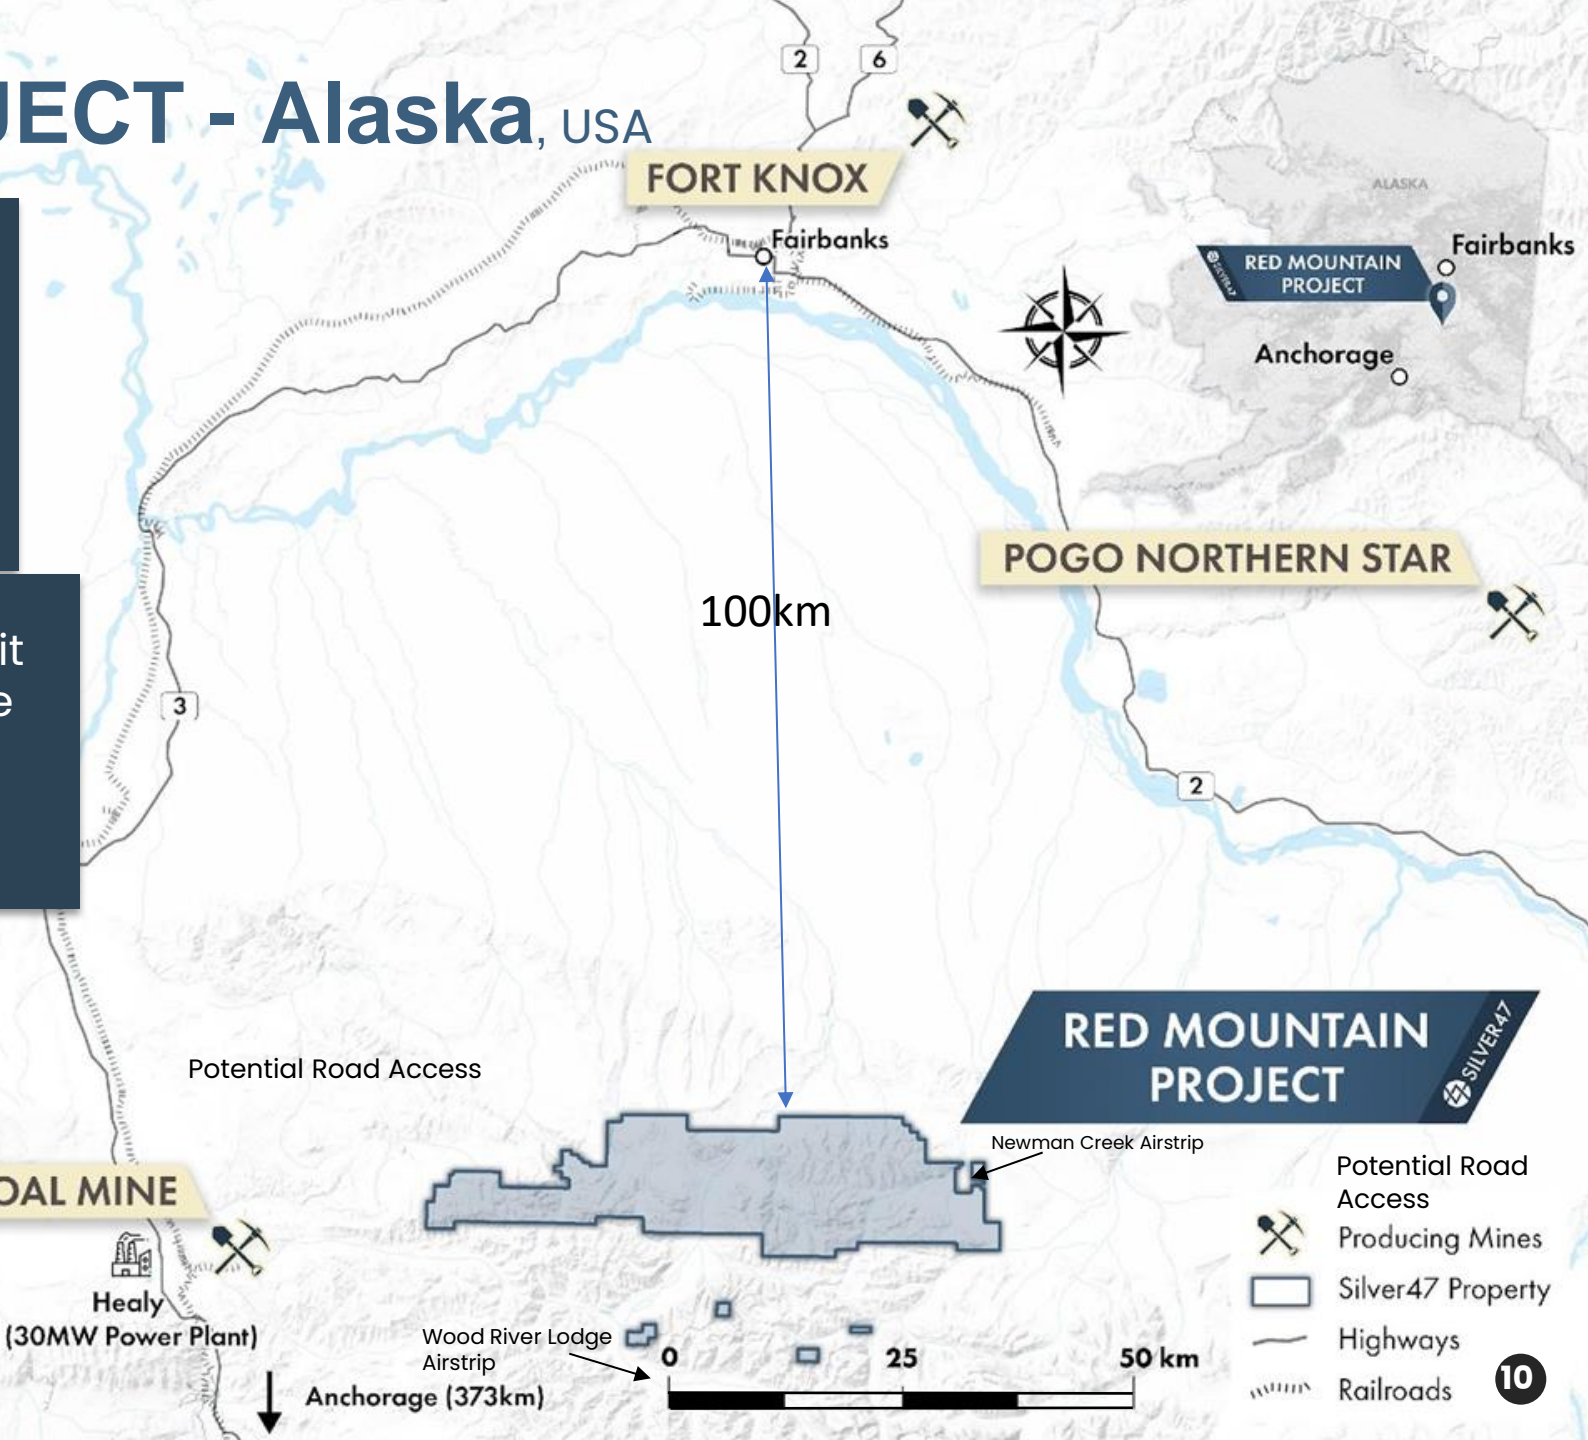 JECT - Alaska, USA
2
6
FORT KNOX
Fairbanks
ALASKA
Fairbanks
RED MOUNTAIN
PROJECT
SILVER47
Anchorage
POGO NORTHERN STAR
100km
it
e
3
2
RED MOUNTAIN
PROJECT
SILVER47
Potential Road Access
Newman Creek Airstrip
OAL MINE
Healy
(30MW Power Plant)
Anchorage (373km)
Wood River Lodge
Airstrip
0 25 50 km
Potential Road
Access
Producing Mines
Silver47 Property
Highways
Railroads
10